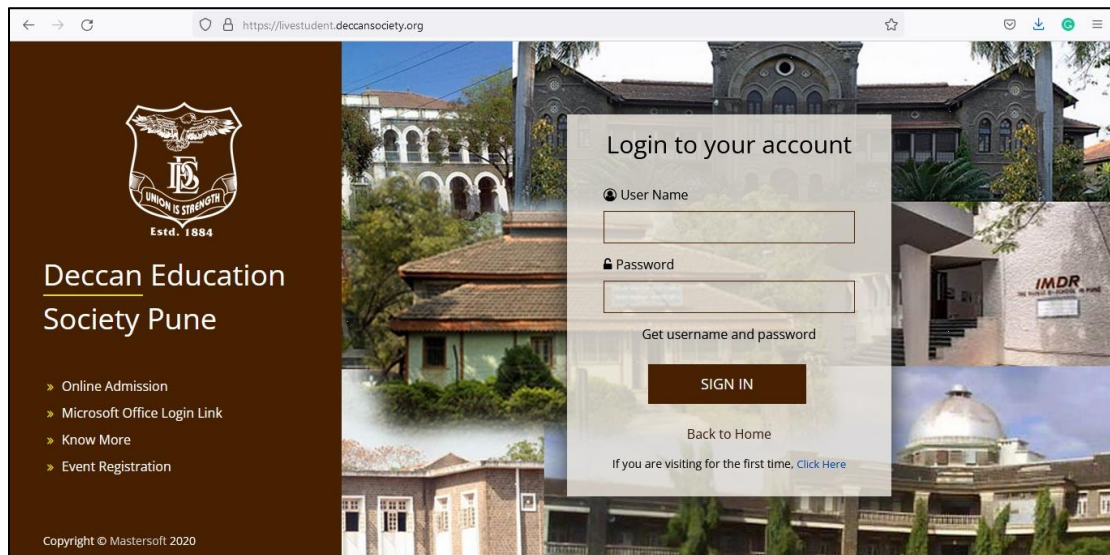 https://livestudent.deccansociety.org
DES
UNION IS STRENGTH
Estd. 1884
Deccan Education
Society Pune
» Online Admission
» Microsoft Office Login Link
» Know More
» Event Registration
Copyright © Mastersoft 2020
Login to your account
User Name
Password
Get username and password
SIGN IN
Back to Home
If you are visiting for the first time, Click Here
IMDR